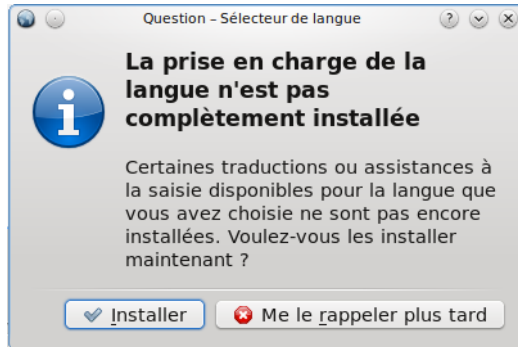 Question – Sélecteur de langue
La prise en charge de la
langue n'est pas
complètement installée
Certaines traductions ou assistances à
la saisie disponibles pour la langue que
vous avez choisie ne sont pas encore
installées. Voulez-vous les installer
maintenant ?
Installer
Me le rappeler plus tard